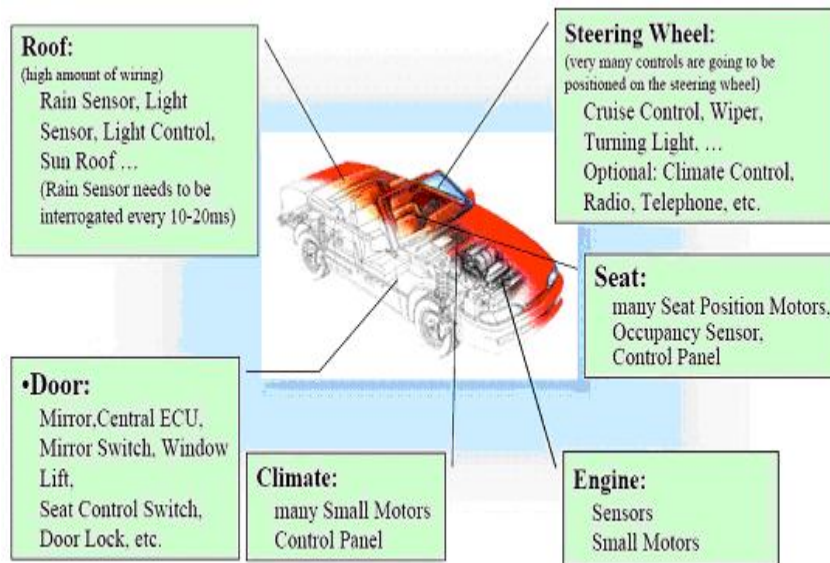 Roof:
(high amount of wiring)
Rain Sensor, Light
Sensor, Light Control,
Sun Roof ...
(Rain Sensor needs to be
interrogated every 10-20ms)
Steering Wheel:
(very many controls are going to be
positioned on the steering wheel)
Cruise Control, Wiper,
Turning Light, ...
Optional: Climate Control,
Radio, Telephone, etc.
Seat:
many Seat Position Motors,
Occupancy Sensor,
Control Panel
•Door:
Mirror,Central ECU,
Mirror Switch, Window
Lift,
Seat Control Switch,
Door Lock, etc.
Climate:
many Small Motors
Control Panel
Engine:
Sensors
Small Motors